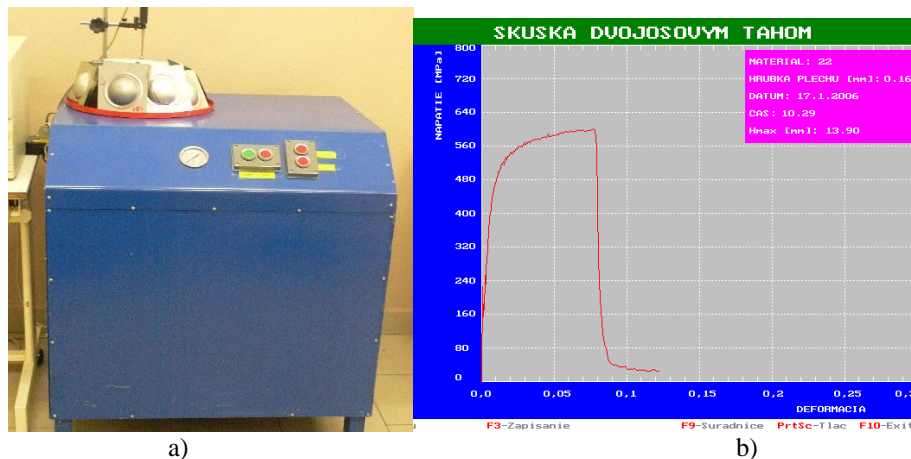 SKUSKA DVOJOSOVYM TAHOM
NAPATIE [MPa]
800
720
640
560
480
400
320
240
160
80
0
MATERIAL: 22
HRUBKA PLECHU [mm]: 0.16
DATUM: 17.1.2006
CAS: 10.29
Hmax [mm]: 13.90
0,0 0,05 0,1 0,15 0,2 0,25 0,3
DEFORMACIA
F3-Zapisanie F9-Suradnice PrtSc-Tlac F10-Exit
a) b)